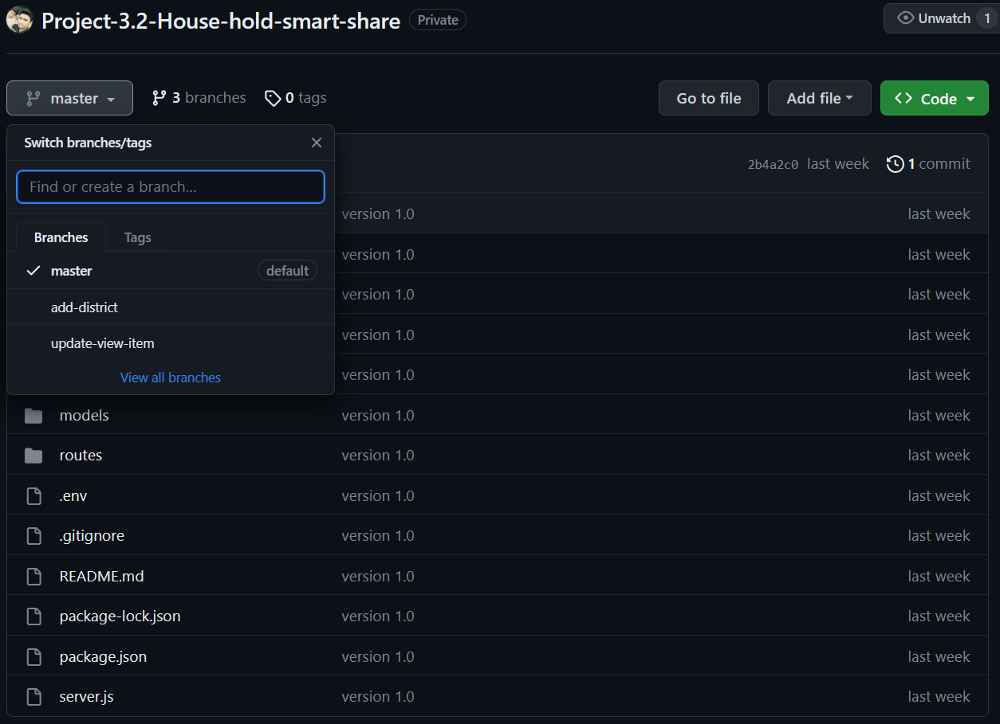 Project-3.2-House-hold-smart-share Private Unwatch 1
master 3 branches 0 tags Go to file Add file Code
Switch branches/tags
2b4a2c0 last week 1 commit
Find or create a branch...
version 1.0 last week
Branches Tags
version 1.0 last week
master default
version 1.0 last week
add-district
version 1.0 last week
update-view-item
version 1.0 last week
View all branches
models version 1.0 last week
routes version 1.0 last week
.env version 1.0 last week
.gitignore version 1.0 last week
README.md version 1.0 last week
package-lock.json version 1.0 last week
package.json version 1.0 last week
server.js version 1.0 last week